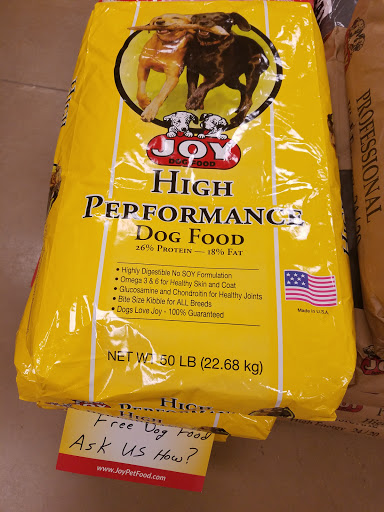 JOY
DOG FOOD
HIGH
PERFORMANCE
DOG FOOD
26% PROTEIN — 18% FAT
• Highly Digestible No SOY Formulation
• Omega 3 & 6 for Healthy Skin and Coat
• Glucosamine and Chondroitin for Healthy Joints
• Bite Size Kibble for ALL Breeds
• Dogs Love Joy - 100% Guaranteed
Made in U.S.A.
NET WT 50 LB (22.68 kg)
HIGH
JOY PERFORMANCE
Free Dog Food
Ask Us How?
www.JoyPetFood.com
PROFESSIONAL